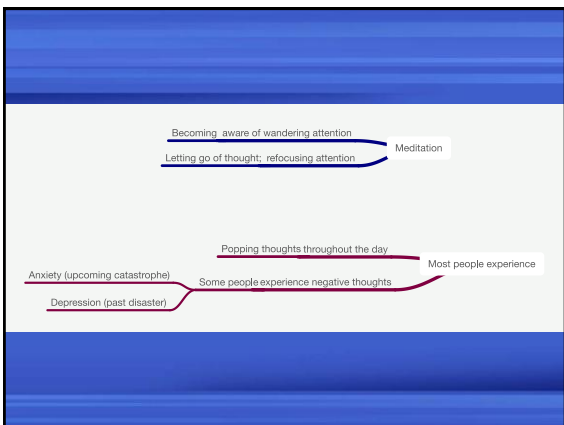 Becoming aware of wandering attention
Meditation
Letting go of thought; refocusing attention
Popping thoughts throughout the day
Most people experience
Anxiety (upcoming catastrophe)
Some people experience negative thoughts
Depression (past disaster)